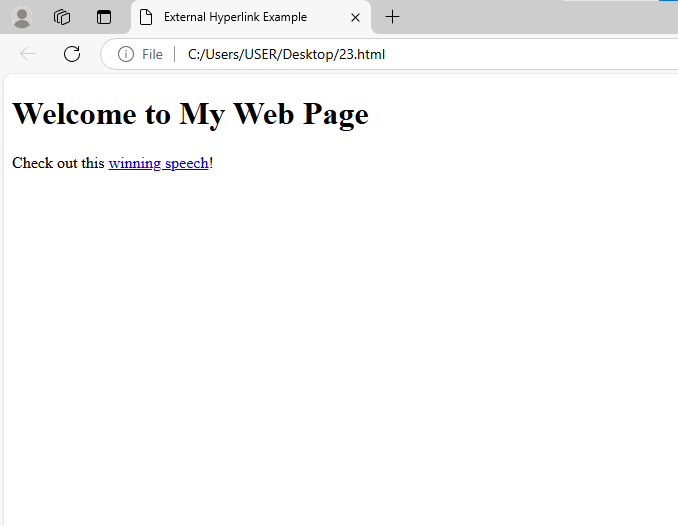 External Hyperlink Example
File C:/Users/USER/Desktop/23.html
Welcome to My Web Page
Check out this winning speech!